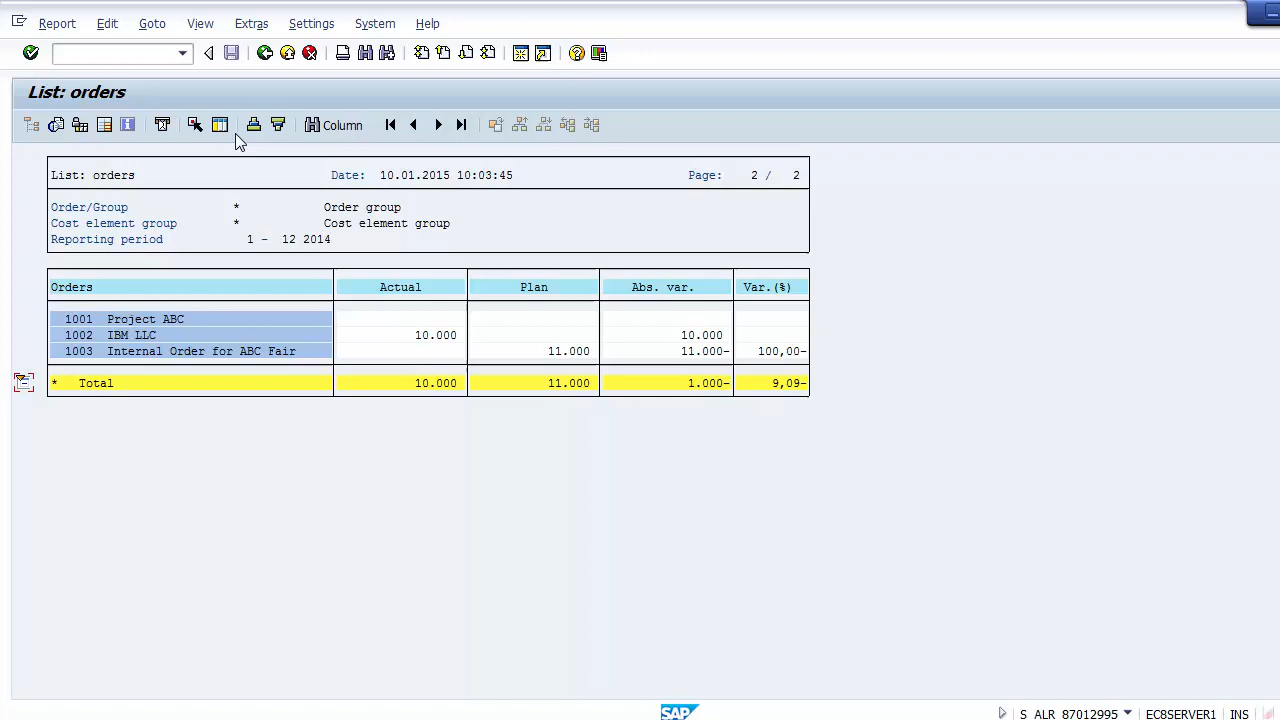 Report Edit Goto View Extras Settings System Help
List: orders
Column
List: orders Date: 10.01.2015 10:03:45 Page: 2 / 2
Order/Group * Order group
Cost element group * Cost element group
Reporting period 1 - 12 2014
Orders Actual Plan Abs. var. Var.(%)
1001 Project ABC
1002 IBM LLC 10.000 10.000
1003 Internal Order for ABC Fair 11.000 11.000- 100,00-
* Total 10.000 11.000 1.000- 9,09-
SAP S_ALR_87012995 EC8SERVER1 INS